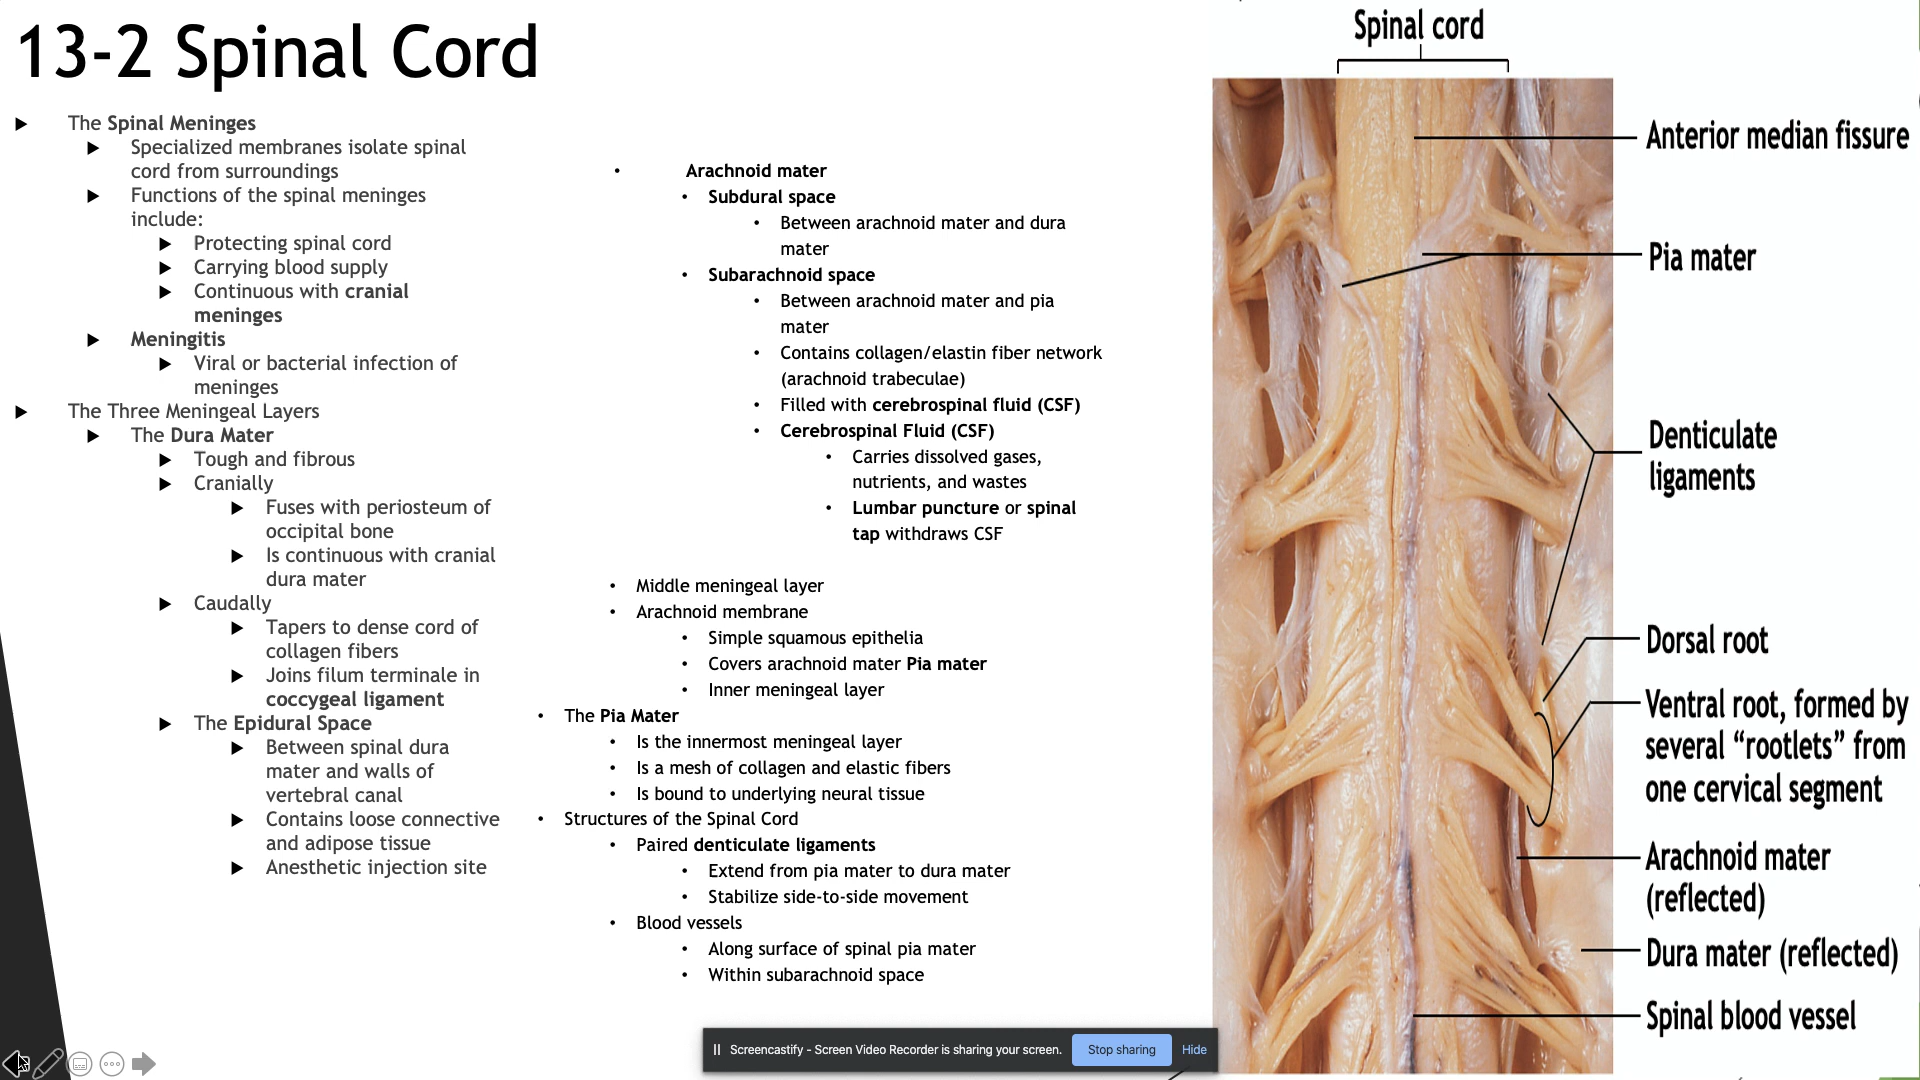 13-2 Spinal Cord
The Spinal Meninges
Specialized membranes isolate spinal
cord from surroundings
Functions of the spinal meninges
include:
Protecting spinal cord
Carrying blood supply
Continuous with cranial
meninges
Meningitis
Viral or bacterial infection of
meninges
The Three Meningeal Layers
The Dura Mater
Tough and fibrous
Cranially
Fuses with periosteum of
occipital bone
Is continuous with cranial
dura mater
Caudally
Tapers to dense cord of
collagen fibers
Joins filum terminale in
coccygeal ligament
The Epidural Space
Between spinal dura
mater and walls of
vertebral canal
Contains loose connective
and adipose tissue
Anesthetic injection site
Arachnoid mater
Subdural space
Between arachnoid mater and dura
mater
Subarachnoid space
Between arachnoid mater and pia
mater
Contains collagen/elastin fiber network
(arachnoid trabeculae)
Filled with cerebrospinal fluid (CSF)
Cerebrospinal Fluid (CSF)
Carries dissolved gases,
nutrients, and wastes
Lumbar puncture or spinal
tap withdraws CSF
Middle meningeal layer
Arachnoid membrane
Simple squamous epithelia
Covers arachnoid mater Pia mater
Inner meningeal layer
The Pia Mater
Is the innermost meningeal layer
Is a mesh of collagen and elastic fibers
Is bound to underlying neural tissue
Structures of the Spinal Cord
Paired denticulate ligaments
Extend from pia mater to dura mater
Stabilize side-to-side movement
Blood vessels
Along surface of spinal pia mater
Within subarachnoid space
Spinal cord
Anterior median fissure
Pia mater
Denticulate
ligaments
Dorsal root
Ventral root, formed by
several “rootlets” from
one cervical segment
Arachnoid mater
(reflected)
Dura mater (reflected)
Spinal blood vessel
Screencastify - Screen Video Recorder is sharing your screen.
Stop sharing
Hide